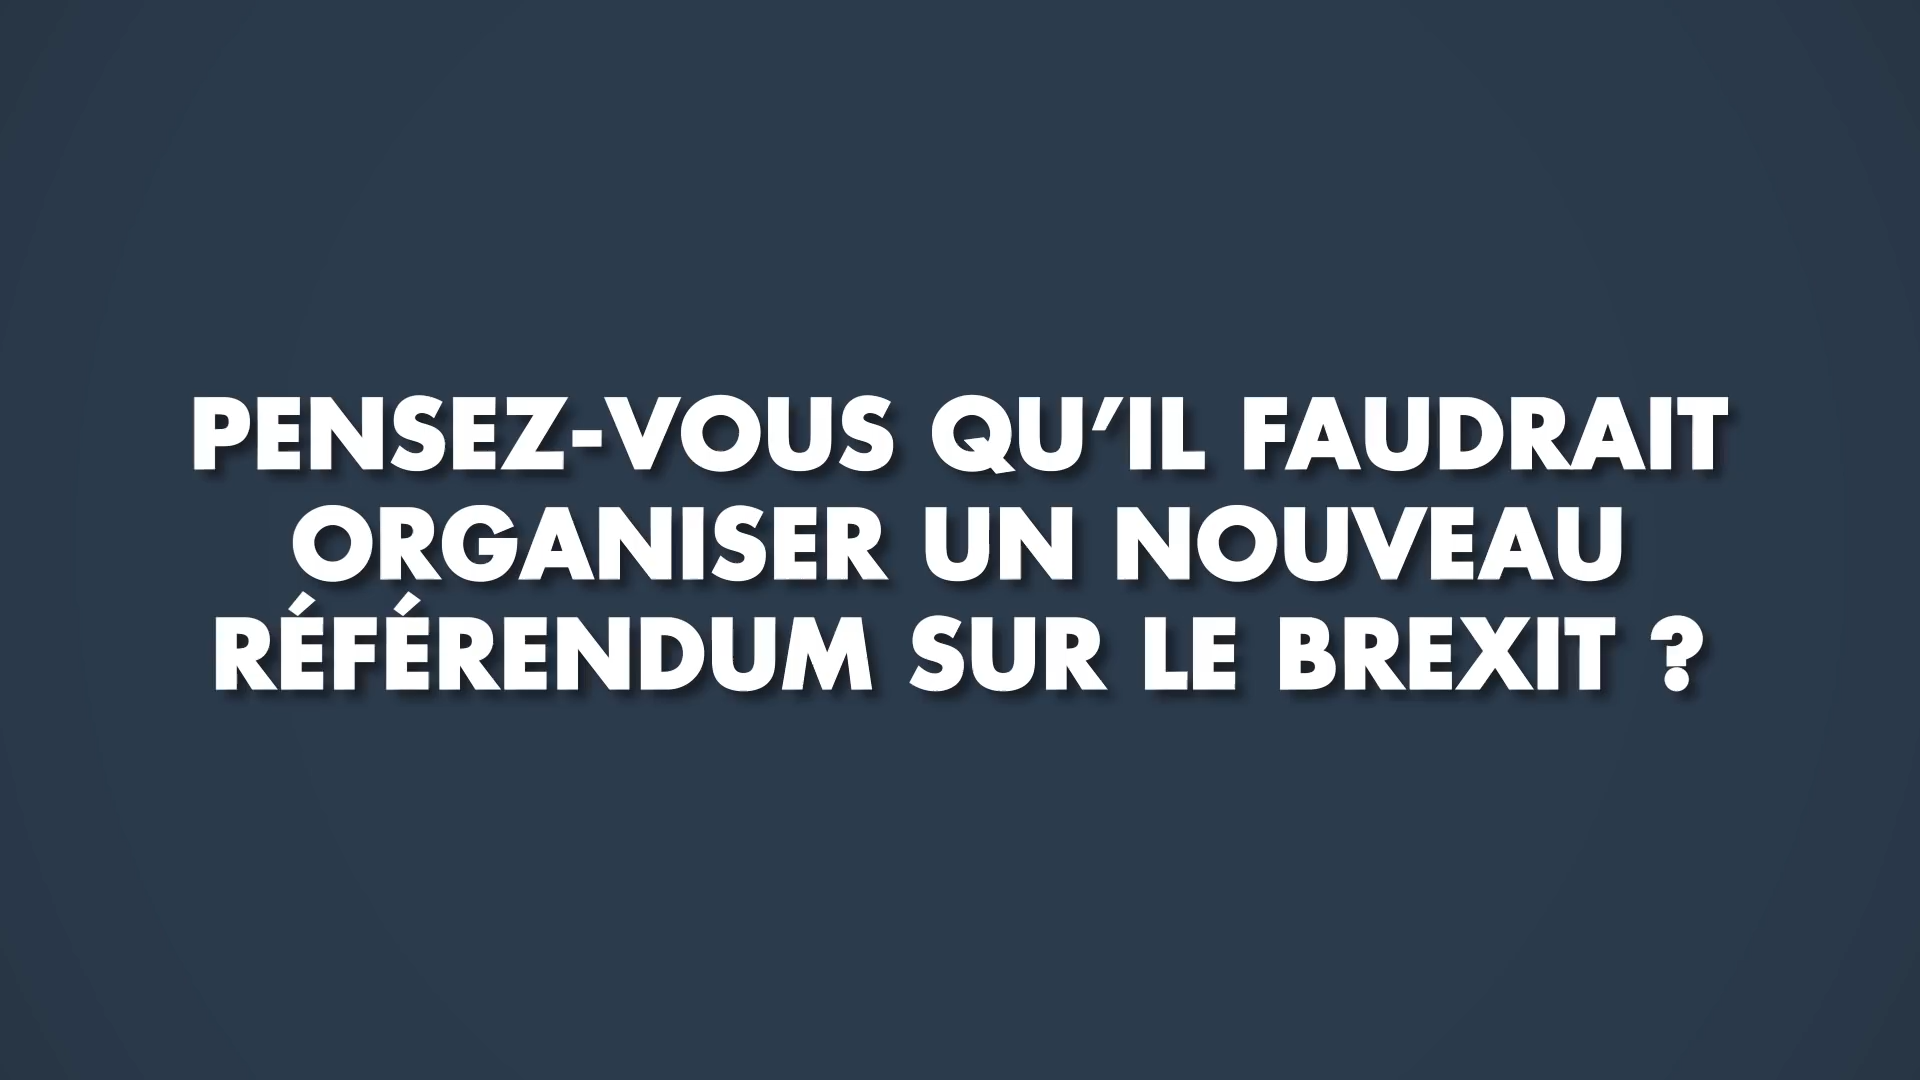 PENSEZ-VOUS QU’IL FAUDRAIT
ORGANISER UN NOUVEAU
RÉFÉRENDUM SUR LE BREXIT ?